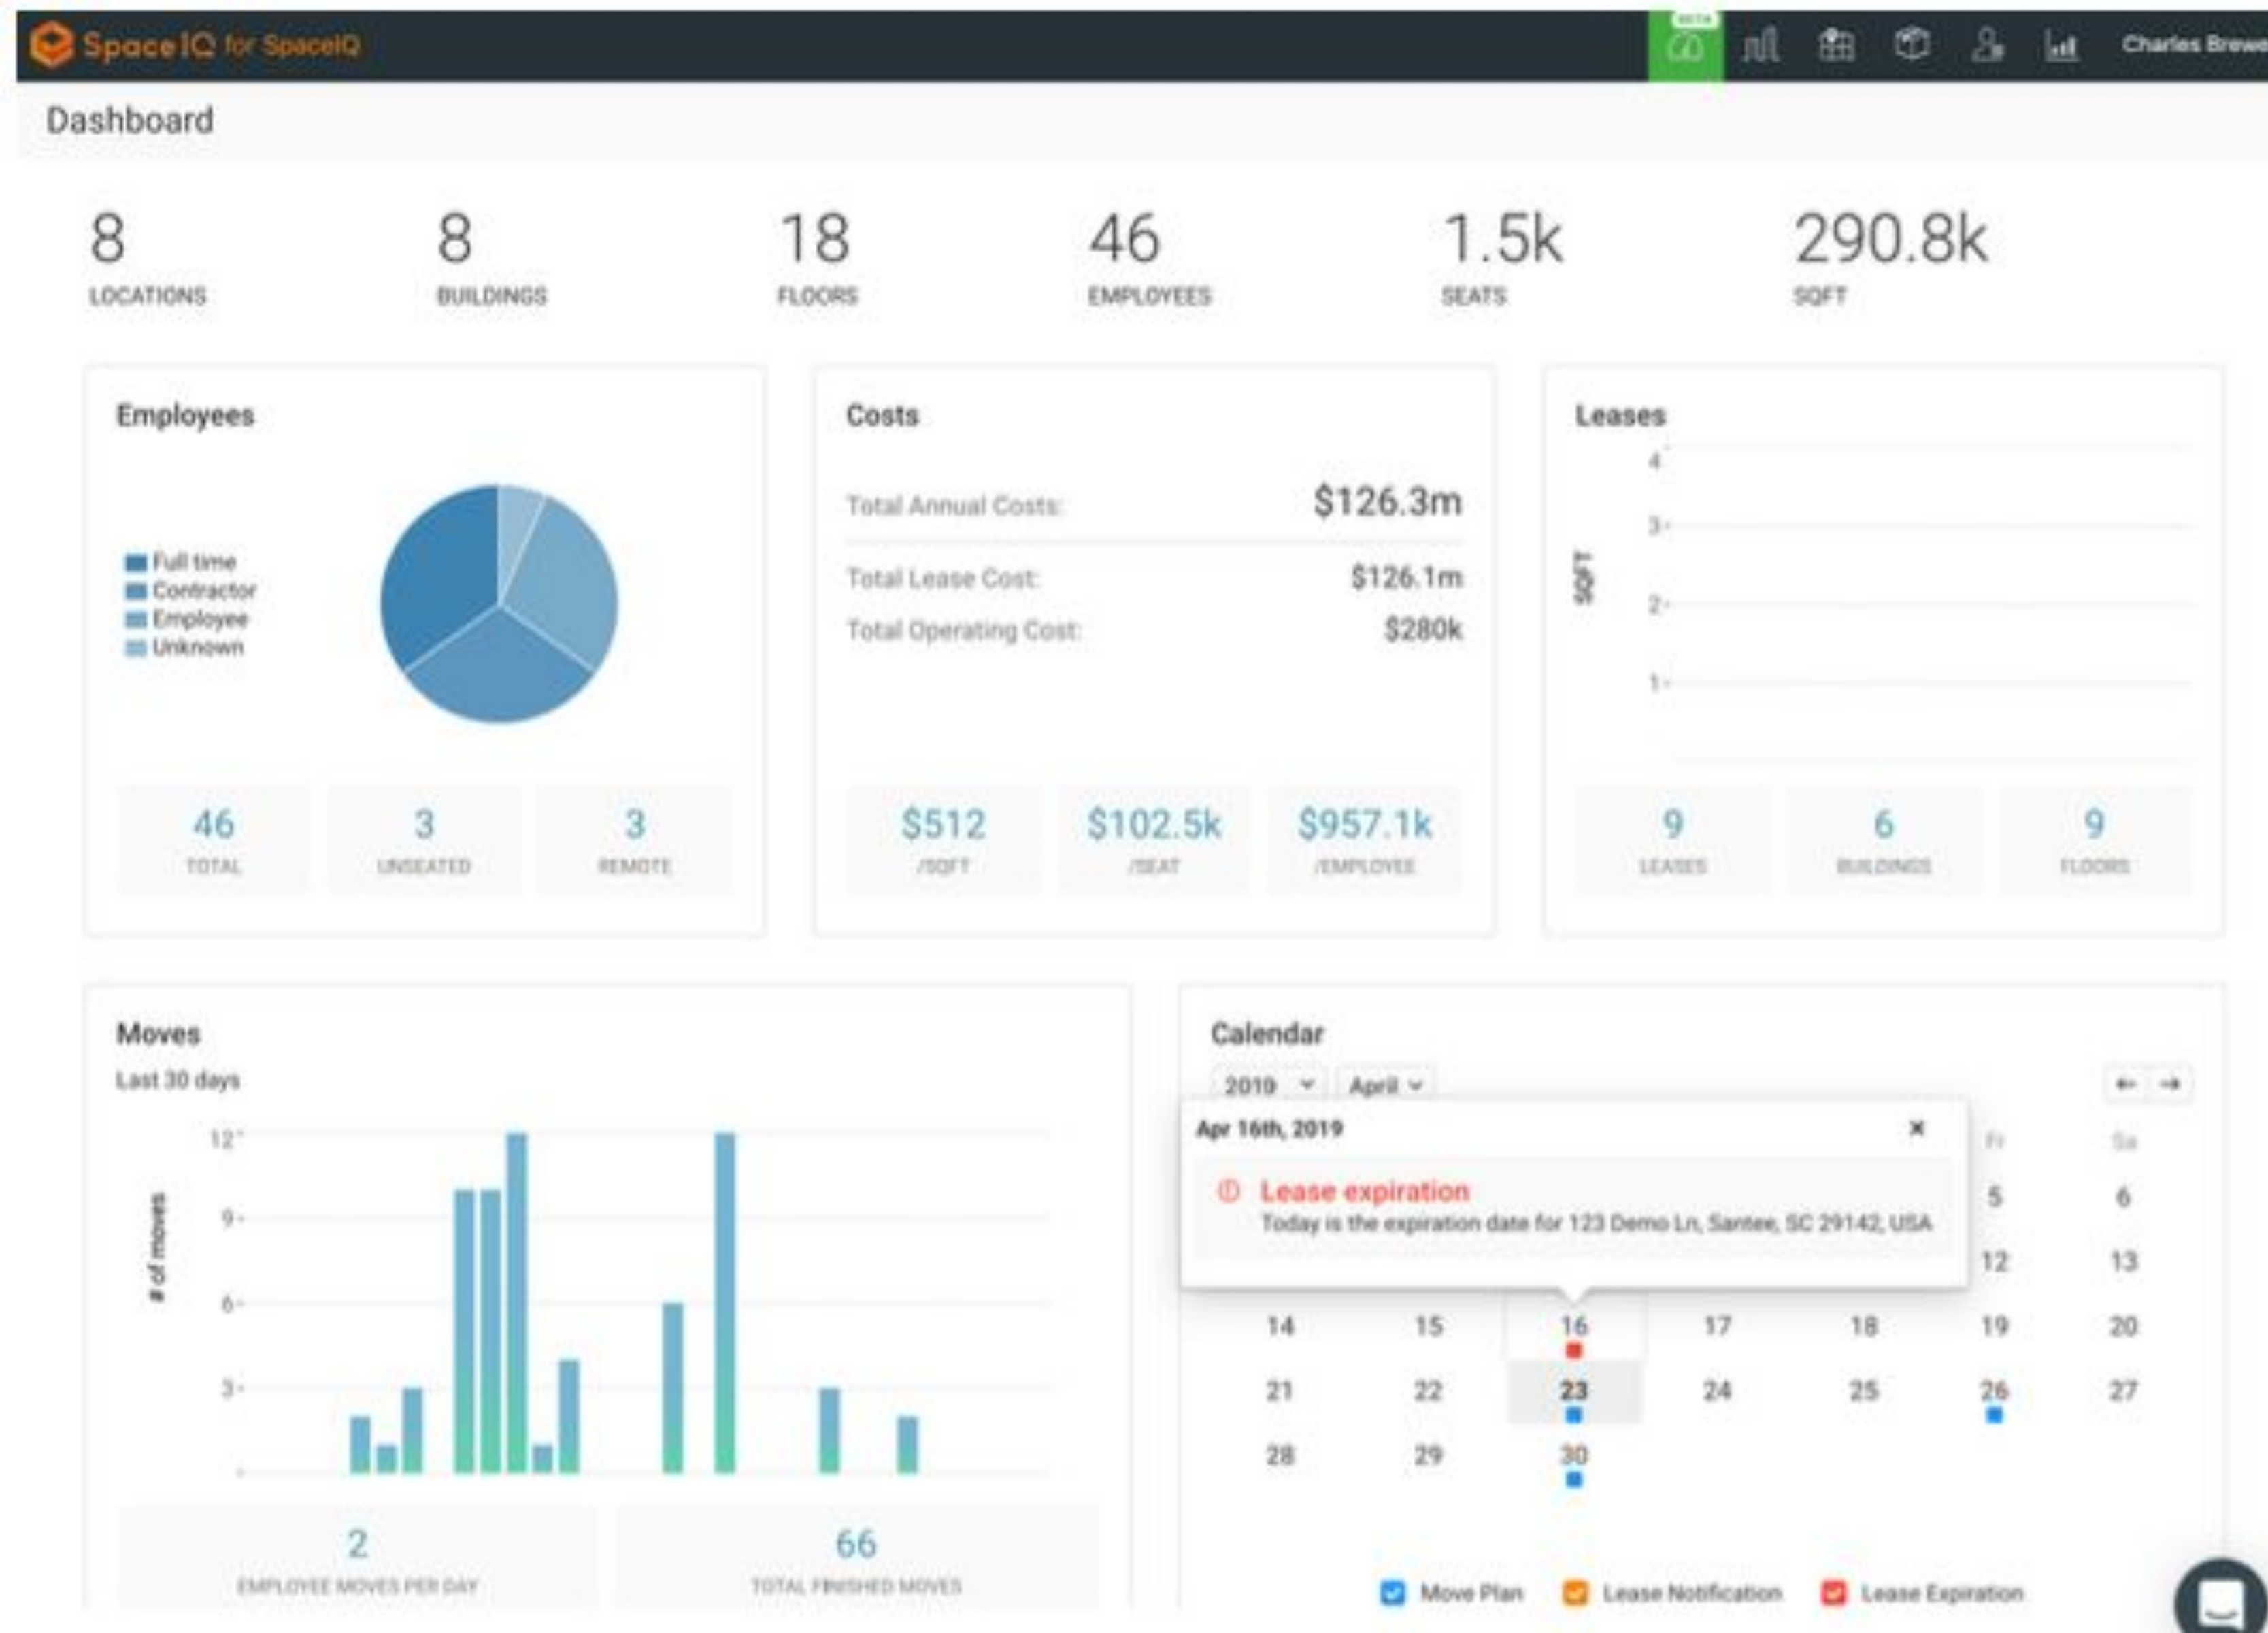 SpaceIQ for SpaceIQ
BETA
Charles Brewe
Dashboard
8
LOCATIONS
8
BUILDINGS
18
FLOORS
46
EMPLOYEES
1.5k
SEATS
290.8k
SQFT
Employees
Full time
Contractor
Employee
Unknown
46
TOTAL
3
UNSEATED
3
REMOTE
Costs
Total Annual Costs: $126.3m
Total Lease Cost: $126.1m
Total Operating Cost: $280k
$512
/SQFT
$102.5k
/SEAT
$957.1k
/EMPLOYEE
Leases
SQFT
4
3
2
1
9
LEASES
6
BUILDINGS
9
FLOORS
Moves
Last 30 days
# of moves
12
9
6
3
2
EMPLOYEE MOVES PER DAY
66
TOTAL FINISHED MOVES
Calendar
2019 April
Apr 16th, 2019
Lease expiration
Today is the expiration date for 123 Demo Ln, Santee, SC 29142, USA
Fr Sa
5 6
12 13
14 15 16 17 18 19 20
21 22 23 24 25 26 27
28 29 30
Move Plan Lease Notification Lease Expiration